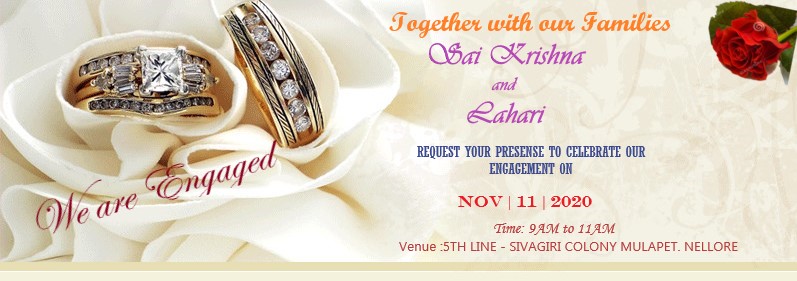 Together with our Families
Sai Krishna
and
Lahari
REQUEST YOUR PRESENSE TO CELEBRATE OUR
ENGAGEMENT ON
NOV | 11 | 2020
Time: 9AM to 11AM
Venue :5TH LINE - SIVAGIRI COLONY MULAPET. NELLORE
We are Engaged